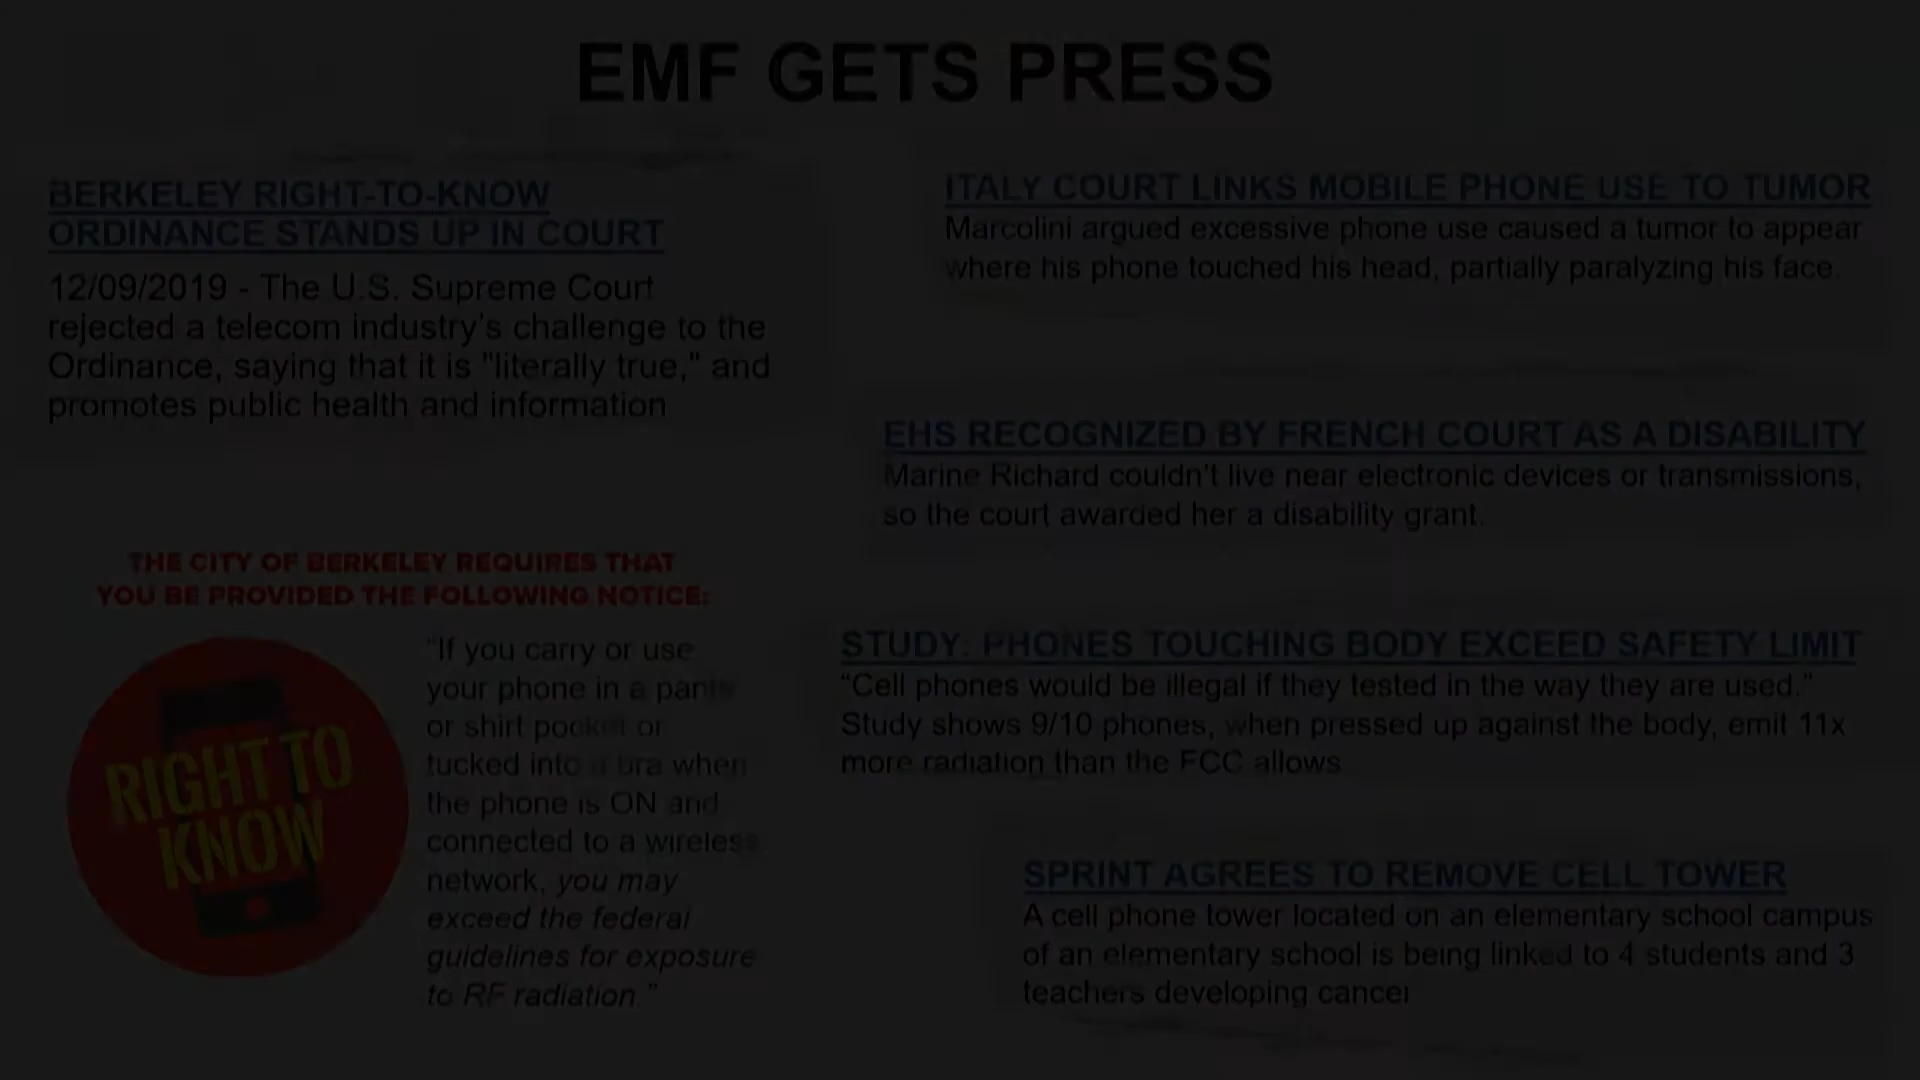 EMF GETS PRESS
BERKELEY RIGHT-TO-KNOW
ORDINANCE STANDS UP IN COURT
12/09/2019 - The U.S. Supreme Court
rejected a telecom industry's challenge to the
Ordinance, saying that it is "literally true," and
promotes public health and information
THE CITY OF BERKELEY REQUIRES THAT
YOU BE PROVIDED THE FOLLOWING NOTICE:
RIGHT TO
KNOW
“If you carry or use
your phone in a pants
or shirt pocket or
tucked into a bra when
the phone is ON and
connected to a wireless
network, you may
exceed the federal
guidelines for exposure
to RF radiation.”
ITALY COURT LINKS MOBILE PHONE USE TO TUMOR
Marcolini argued excessive phone use caused a tumor to appear
where his phone touched his head, partially paralyzing his face.
EHS RECOGNIZED BY FRENCH COURT AS A DISABILITY
Marine Richard couldn't live near electronic devices or transmissions,
so the court awarded her a disability grant.
STUDY: PHONES TOUCHING BODY EXCEED SAFETY LIMIT
“Cell phones would be illegal if they tested in the way they are used.”
Study shows 9/10 phones, when pressed up against the body, emit 11x
more radiation than the FCC allows
SPRINT AGREES TO REMOVE CELL TOWER
A cell phone tower located on an elementary school campus
of an elementary school is being linked to 4 students and 3
teachers developing cancer